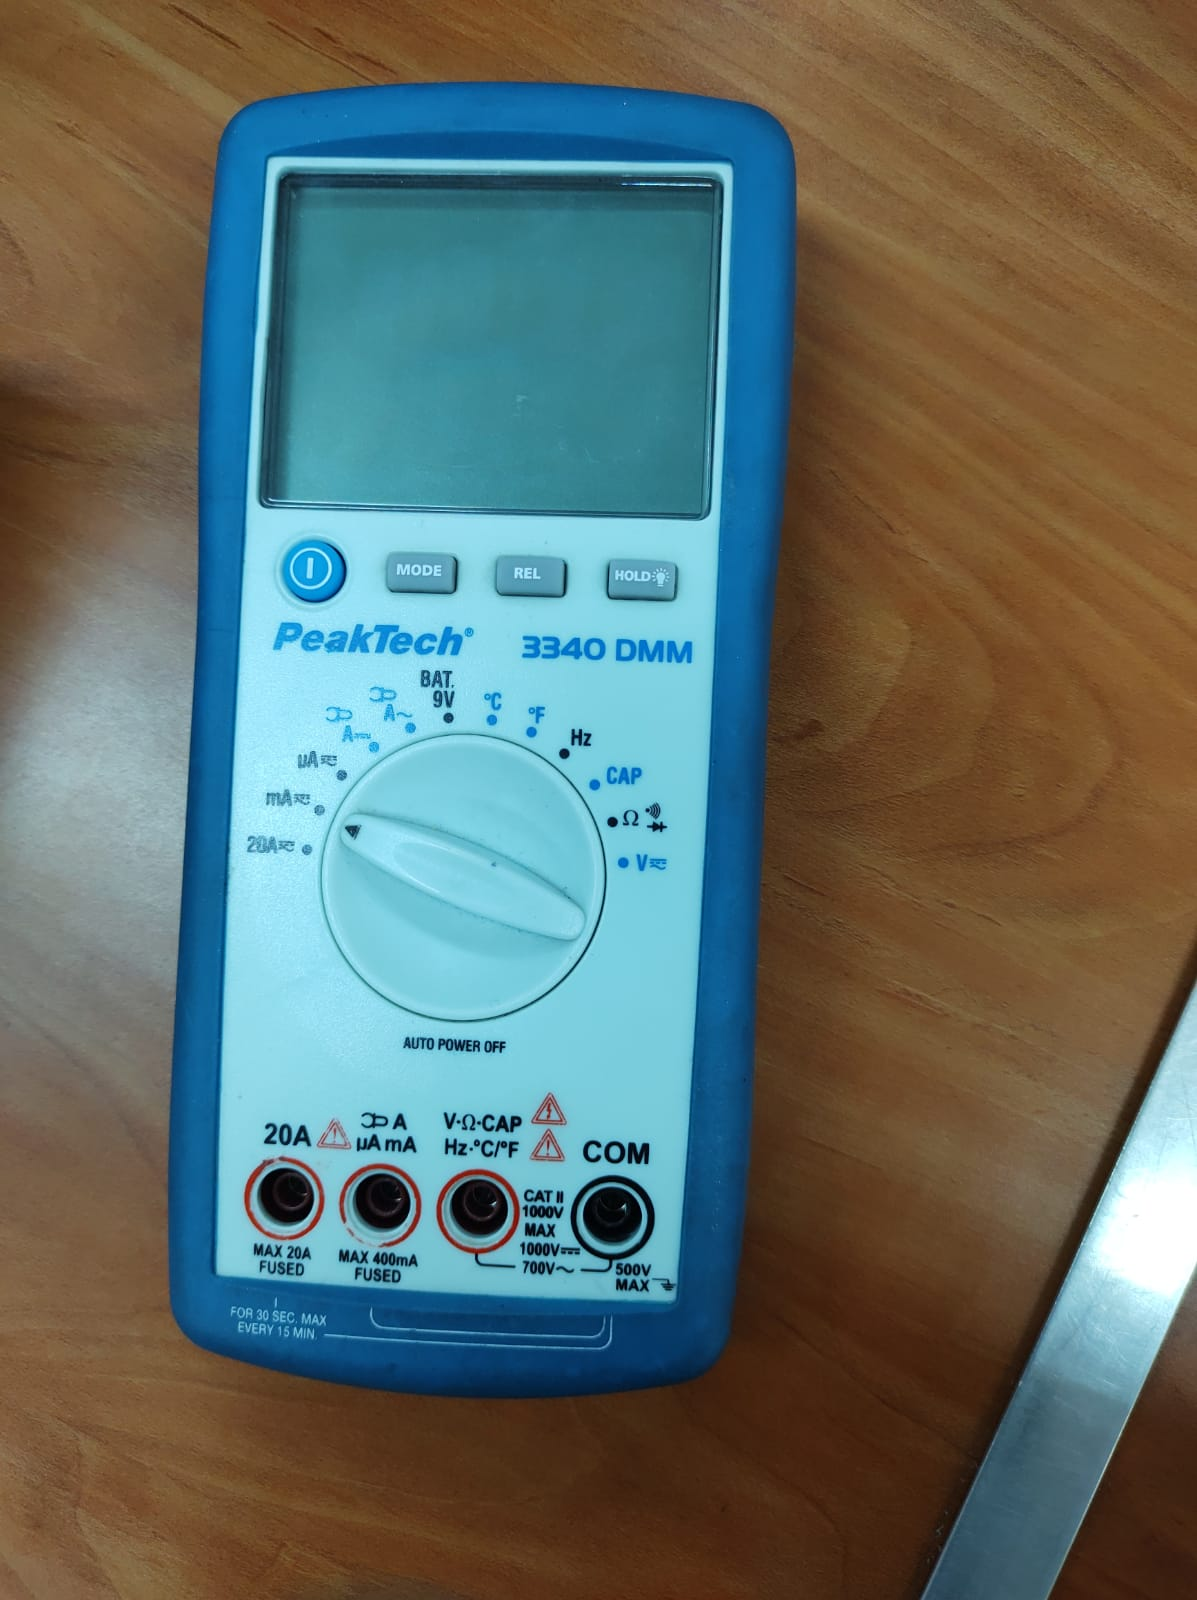 MODE
REL
HOLD
PeakTech®
3340 DMM
BAT.
9V
°C
°F
Hz
CAP
Ω
V
A~
A
µA
mA
20A
AUTO POWER OFF
20A
A
µA mA
V·Ω·CAP
Hz·°C/°F
COM
CAT II
1000V
MAX
1000V
700V~
500V
MAX
MAX 20A
FUSED
MAX 400mA
FUSED
FOR 30 SEC. MAX
EVERY 15 MIN.